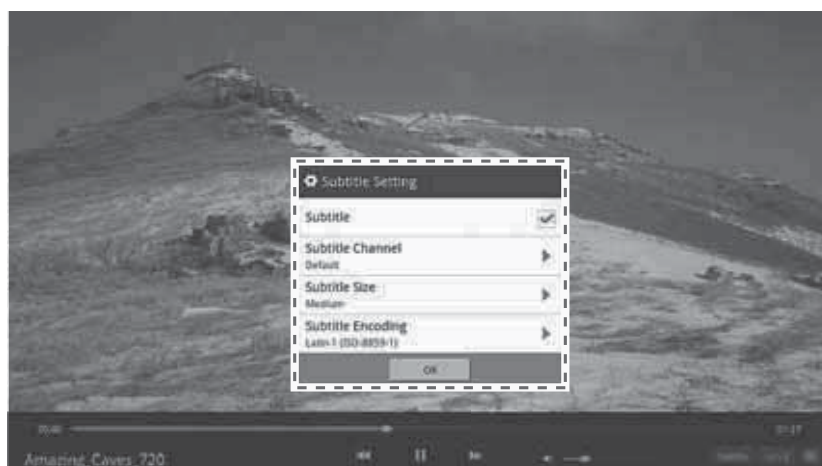 Subtitle Setting
Subtitle
Subtitle Channel
Default
Subtitle Size
Medium
Subtitle Encoding
Latin-1 (ISO-8859-1)
OK
Amazing Caves 720